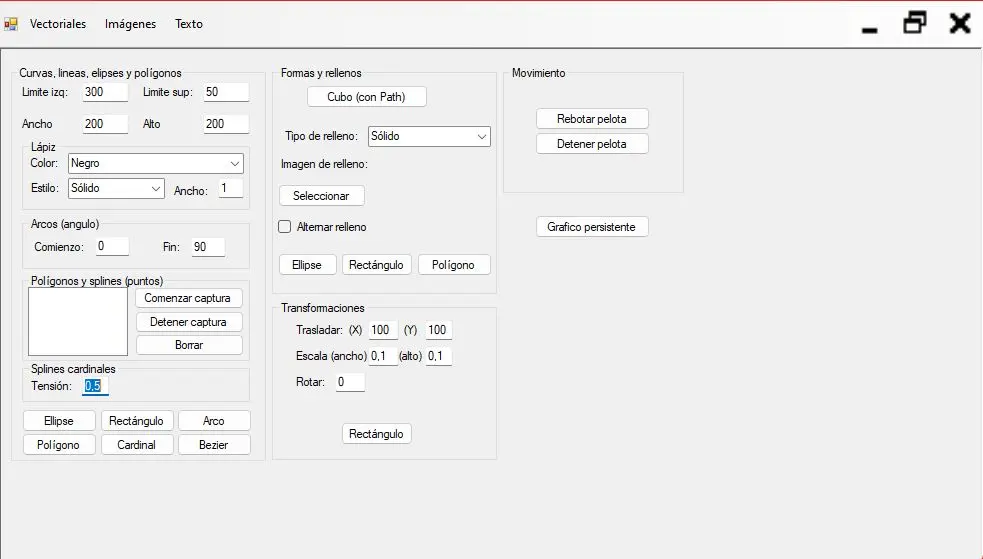 Vectoriales Imágenes Texto
Curvas, lineas, elipses y polígonos
Limite izq: 300 Limite sup: 50
Ancho 200 Alto 200
Lápiz
Color: Negro
Estilo: Sólido Ancho: 1
Arcos (angulo)
Comienzo: 0 Fin: 90
Polígonos y splines (puntos)
Comenzar captura
Detener captura
Borrar
Splines cardinales
Tensión: 0,5
Ellipse Rectángulo Arco
Polígono Cardinal Bezier
Formas y rellenos
Cubo (con Path)
Tipo de relleno: Sólido
Imagen de relleno:
Seleccionar
Alternar relleno
Ellipse Rectángulo Polígono
Transformaciones
Trasladar: (X) 100 (Y) 100
Escala (ancho) 0,1 (alto) 0,1
Rotar: 0
Rectángulo
Movimiento
Rebotar pelota
Detener pelota
Grafico persistente